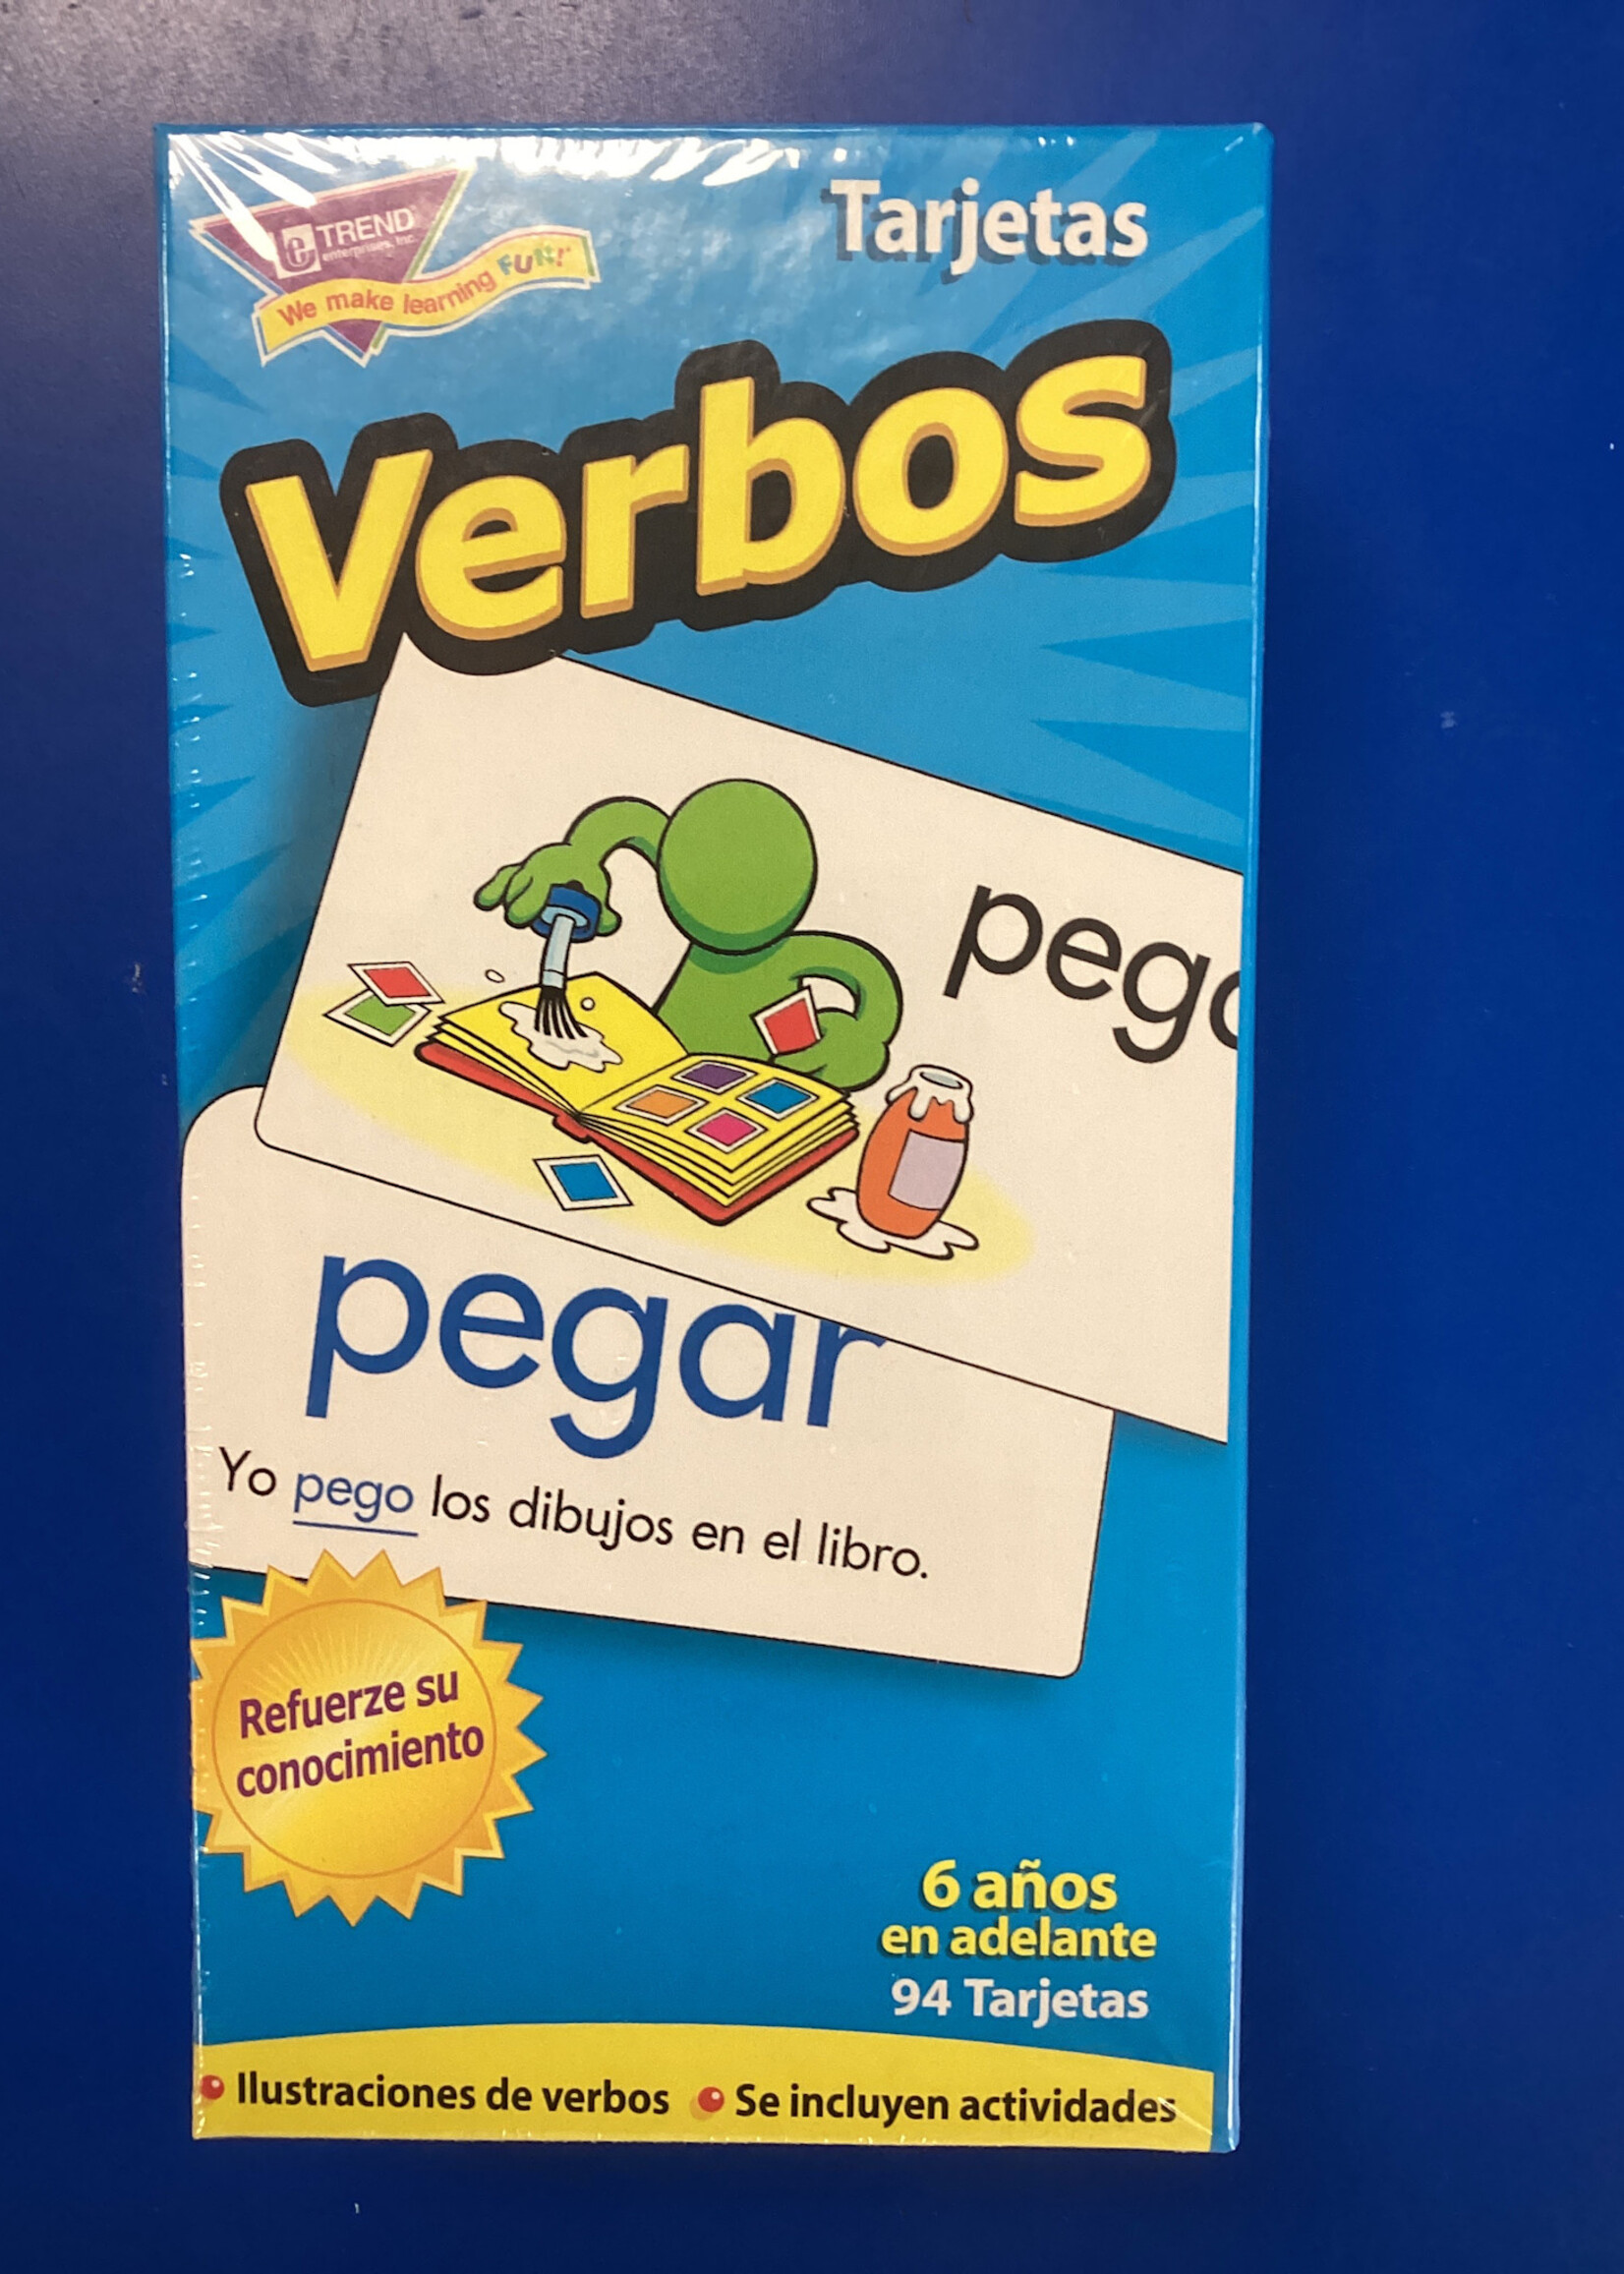 e TREND
enterprises, Inc.
We make learning FUN!
Tarjetas
Verbos
pegar
Yo pego los dibujos en el libro.
Refuerze su
conocimiento
6 años
en adelante
94 Tarjetas
Ilustraciones de verbos
Se incluyen actividades